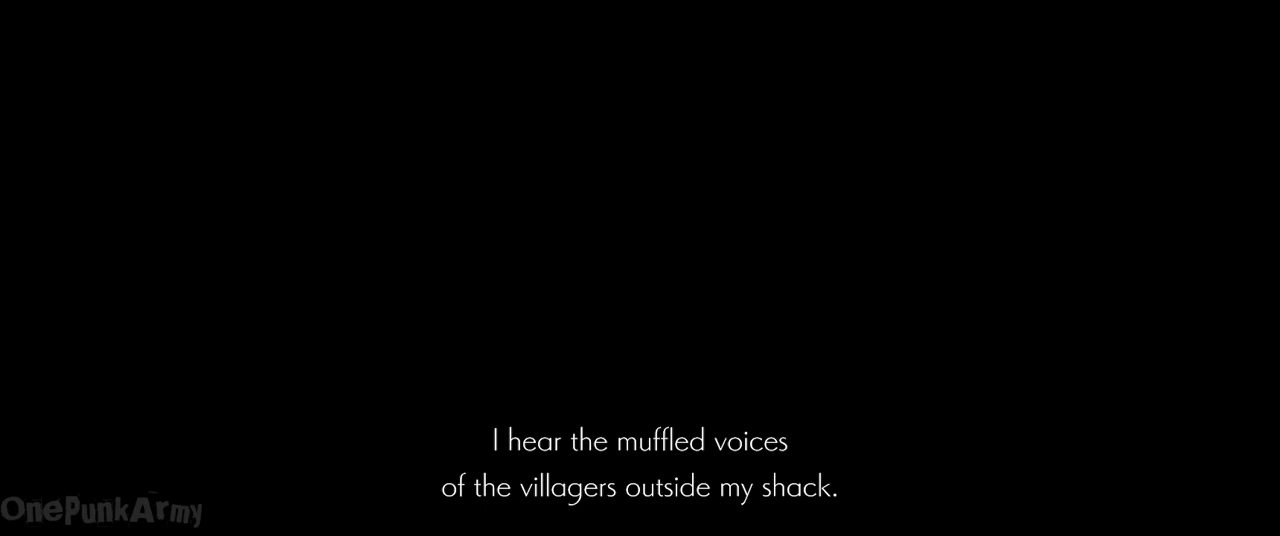 I hear the muffled voices
of the villagers outside my shack.
OnePunkArmy